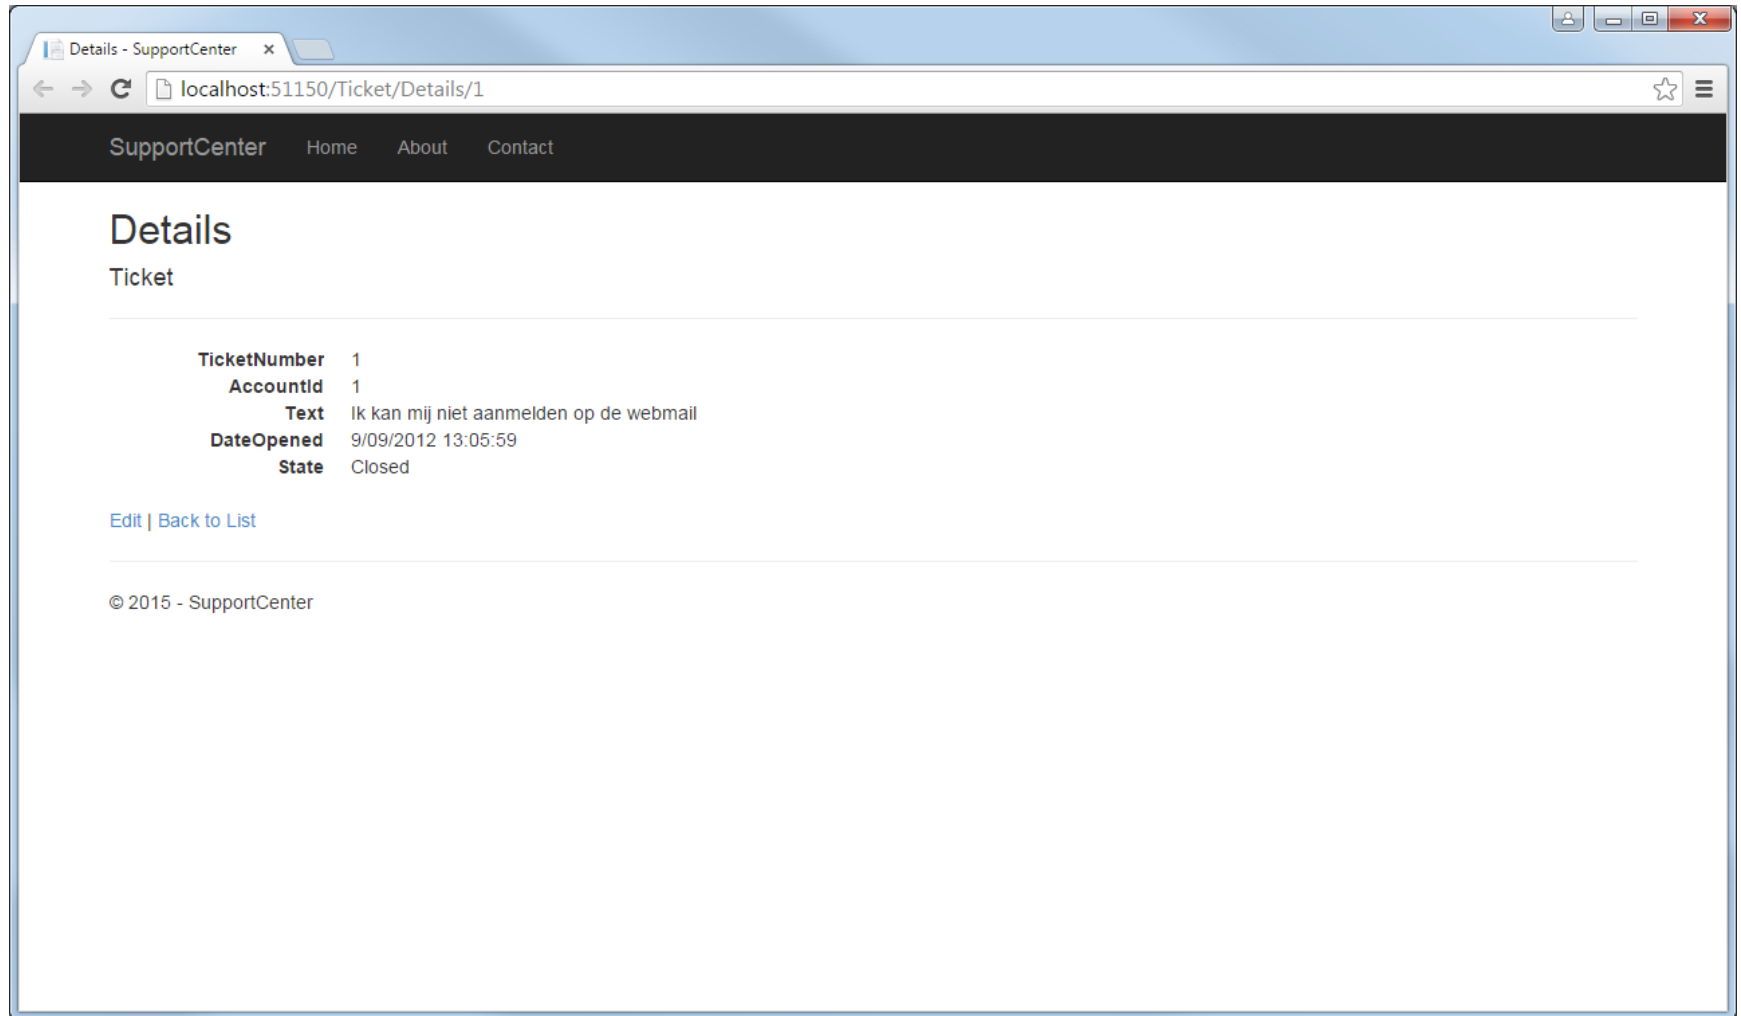 Details - SupportCenter
localhost:51150/Ticket/Details/1
SupportCenter Home About Contact
Details
Ticket
TicketNumber 1
AccountId 1
Text Ik kan mij niet aanmelden op de webmail
DateOpened 9/09/2012 13:05:59
State Closed
Edit | Back to List
© 2015 - SupportCenter